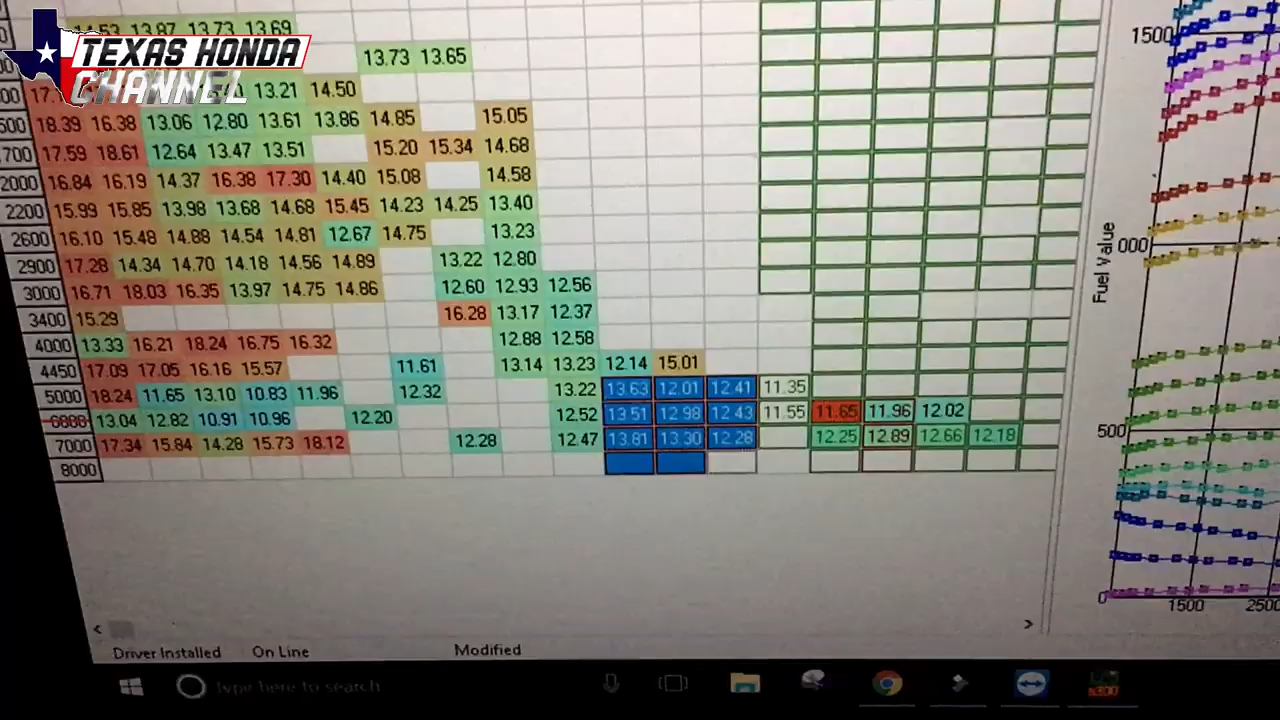 14.53 13.87 13.73 13.69
TEXAS HONDA
CHANNEL
13.73 13.65
13.21 14.50
500 18.39 16.38 13.06 12.80 13.61 13.86 14.85 15.05
700 17.59 18.61 12.64 13.47 13.51 15.20 15.34 14.68
2000 16.84 16.19 14.37 16.38 17.30 14.40 15.08 14.58
2200 15.99 15.85 13.98 13.68 14.68 15.45 14.23 14.25 13.40
2600 16.10 15.48 14.88 14.54 14.81 12.67 14.75 13.23
2900 17.28 14.34 14.70 14.18 14.56 14.89 13.22 12.80
3000 16.71 18.03 16.35 13.97 14.75 14.86 12.60 12.93 12.56
3400 15.29 16.28 13.17 12.37
4000 13.33 16.21 18.24 16.75 16.32 12.88 12.58
4450 17.09 17.05 16.16 15.57 11.61 13.14 13.23 12.14 15.01
5000 18.24 11.65 13.10 10.83 11.96 12.32 13.22 13.63 12.01 12.41 11.35
13.04 12.82 10.91 10.96 12.20 12.52 13.51 12.98 12.43 11.55 11.65 11.96 12.02
7000 17.34 15.84 14.28 15.73 18.12 12.28 12.47 13.81 13.30 12.28 12.25 12.89 12.66 12.18
8000
1500
000
Fuel Value
500
0
1500 2500
Driver Installed On Line Modified
Type here to search